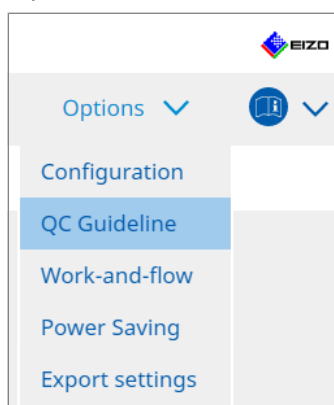 EIZO
Options
Configuration
QC Guideline
Work-and-flow
Power Saving
Export settings